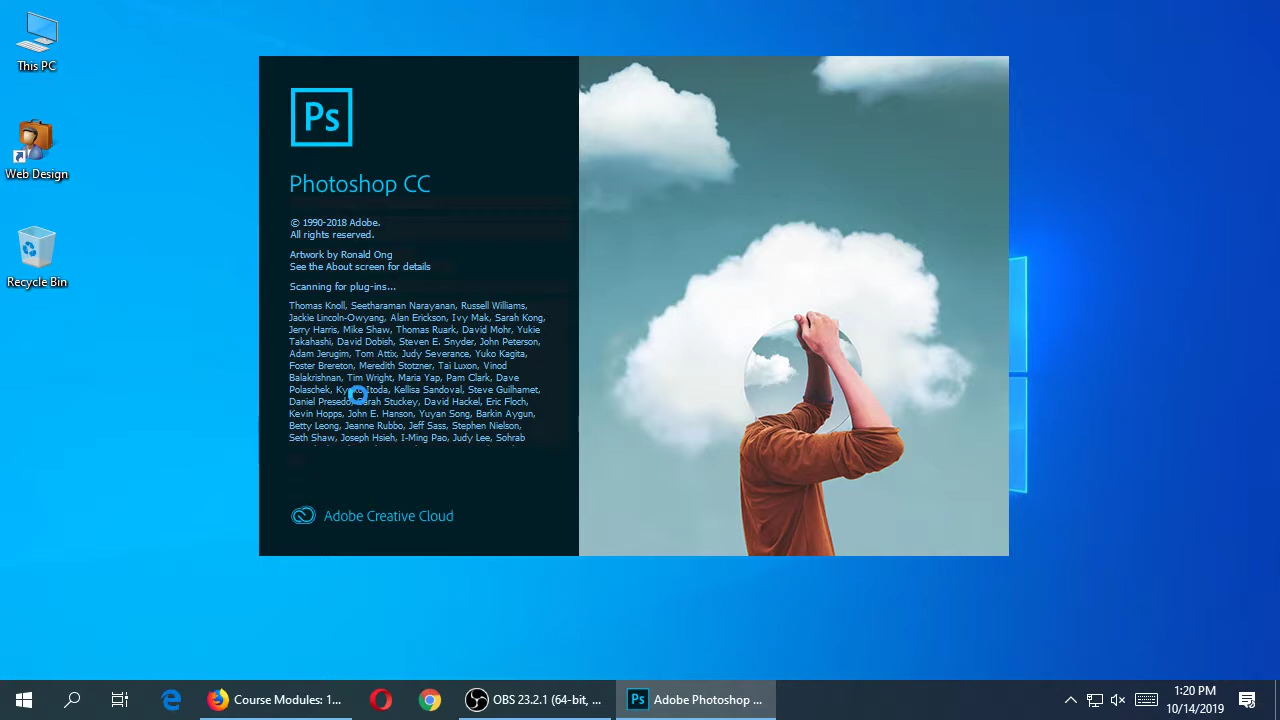 This PC
Web Design
Recycle Bin
Ps
Photoshop CC
© 1990-2018 Adobe.
All rights reserved.
Artwork by Ronald Ong
See the About screen for details
Scanning for plug-ins...
Thomas Knoll, Seetharaman Narayanan, Russell Williams,
Jackie Lincoln-Owyang, Alan Erickson, Ivy Mak, Sarah Kong,
Jerry Harris, Mike Shaw, Thomas Ruark, David Mohr, Yukie
Takahashi, David Dobish, Steven E. Snyder, John Peterson,
Adam Jerugim, Tom Attix, Judy Severance, Yuko Kagita,
Foster Brereton, Meredith Stotzner, Tai Luxon, Vinod
Balakrishnan, Tim Wright, Maria Yap, Pam Clark, Dave
Polaschek, Itoda, Kellisa Sandoval, Steve Guilhamet,
Daniel Stuckey, David Hackel, Eric Floch,
Kevin Hopps, John E. Hanson, Yuyan Song, Barkin Aygun,
Betty Leong, Jeanne Rubbo, Jeff Sass, Stephen Nielson,
Seth Shaw, Joseph Hsieh, I-Ming Pao, Judy Lee, Sohrab
Adobe Creative Cloud
Course Modules: 1...
OBS 23.2.1 (64-bit, ...
Ps
Adobe Photoshop ...
1:20 PM
10/14/2019